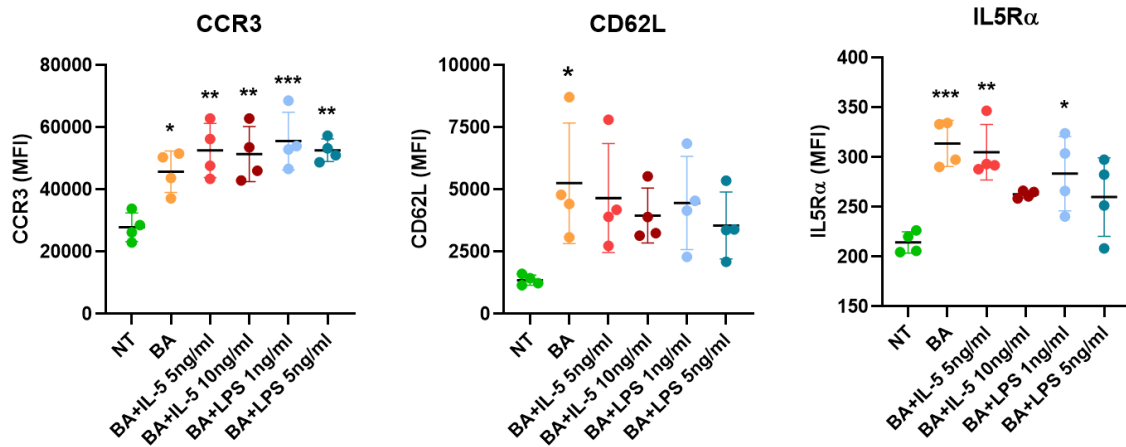 CCR3
CCR3 (MFI)
80000
60000
40000
20000
0
* ** ** *** **
NT
BA
BA+IL-5 5ng/ml
BA+IL-5 10ng/ml
BA+LPS 1ng/ml
BA+LPS 5ng/ml
CD62L
CD62L (MFI)
10000
7500
5000
2500
0
*
NT
BA
BA+IL-5 5ng/ml
BA+IL-5 10ng/ml
BA+LPS 1ng/ml
BA+LPS 5ng/ml
IL5Rα
IL5Rα (MFI)
400
350
300
250
200
150
*** ** *
NT
BA
BA+IL-5 5ng/ml
BA+IL-5 10ng/ml
BA+LPS 1ng/ml
BA+LPS 5ng/ml